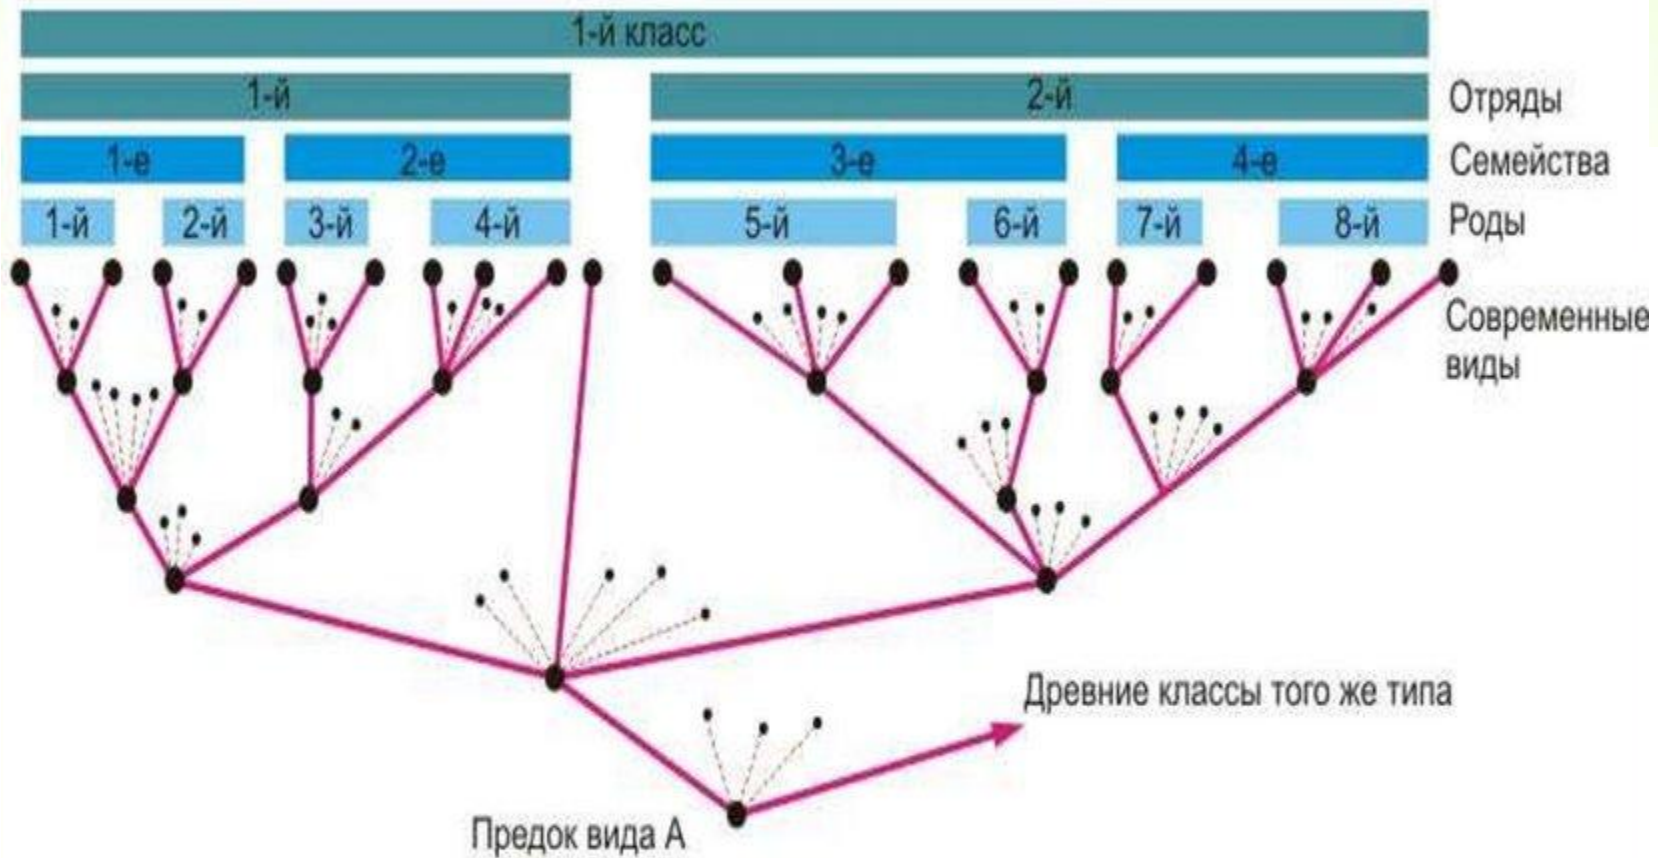 1-й класс
1-й 2-й Отряды
1-е 2-е 3-е 4-е Семейства
1-й 2-й 3-й 4-й 5-й 6-й 7-й 8-й Роды
Современные
виды
Древние классы того же типа
Предок вида А